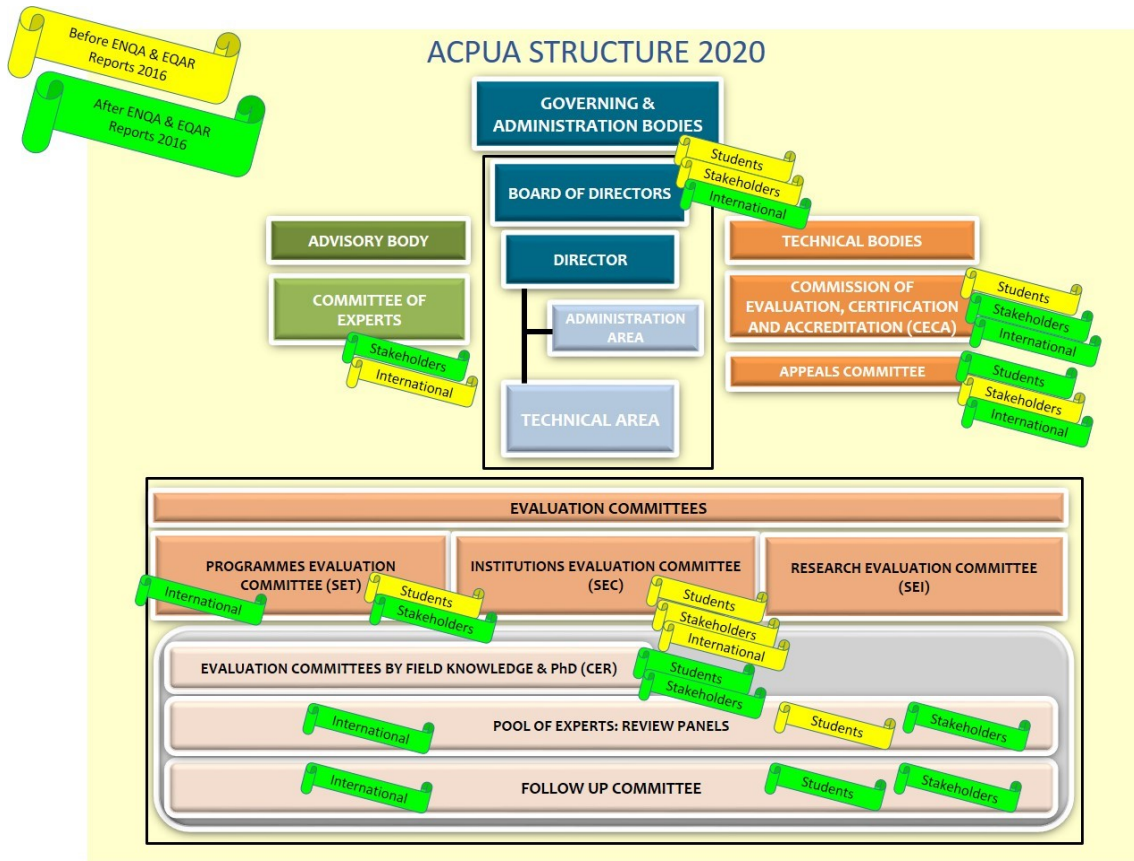 Before ENQA & EQAR
Reports 2016
After ENQA & EQAR
Reports 2016
ACPUA STRUCTURE 2020
GOVERNING &
ADMINISTRATION BODIES
BOARD OF DIRECTORS
Students
Stakeholders
International
DIRECTOR
ADMINISTRATION
AREA
TECHNICAL AREA
ADVISORY BODY
COMMITTEE OF
EXPERTS
Stakeholders
International
TECHNICAL BODIES
COMMISSION OF
EVALUATION, CERTIFICATION
AND ACCREDITATION (CECA)
Students
Stakeholders
International
APPEALS COMMITTEE
Students
Stakeholders
International
EVALUATION COMMITTEES
PROGRAMMES EVALUATION
COMMITTEE (SET)
International
Students
Stakeholders
INSTITUTIONS EVALUATION COMMITTEE
(SEC)
Students
Stakeholders
International
RESEARCH EVALUATION COMMITTEE
(SEI)
EVALUATION COMMITTEES BY FIELD KNOWLEDGE & PhD (CER)
Students
Stakeholders
International
POOL OF EXPERTS: REVIEW PANELS
Students
Stakeholders
International
FOLLOW UP COMMITTEE
Students
Stakeholders